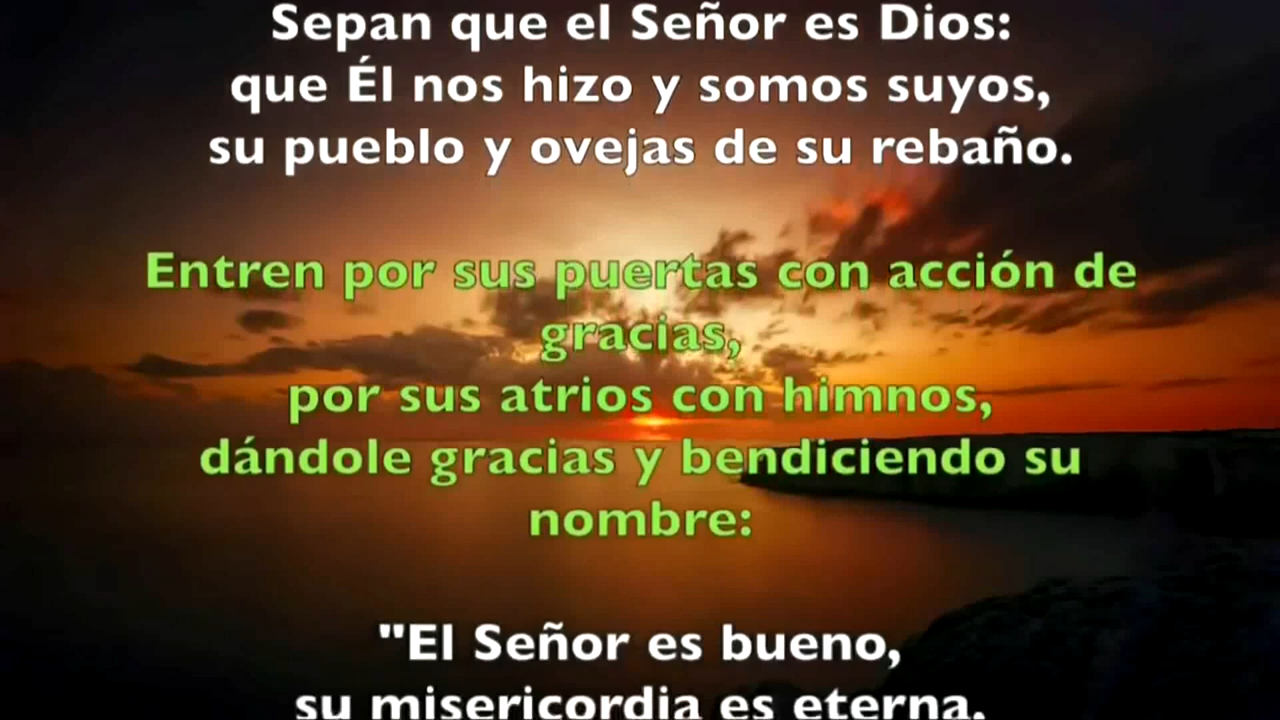 Sepan que el Señor es Dios:
que Él nos hizo y somos suyos,
su pueblo y ovejas de su rebaño.
Entren por sus puertas con acción de
gracias,
por sus atrios con himnos,
dándole gracias y bendiciendo su
nombre:
"El Señor es bueno,
su misericordia es eterna,